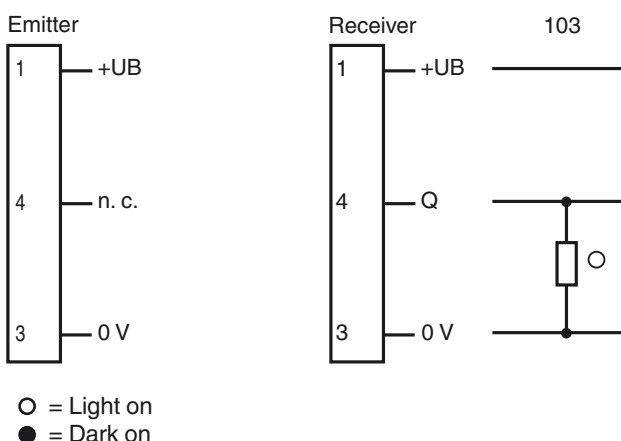 Emitter
1 +UB
4 n. c.
3 0 V
Receiver
1 +UB
4 Q
3 0 V
103
= Light on
= Dark on